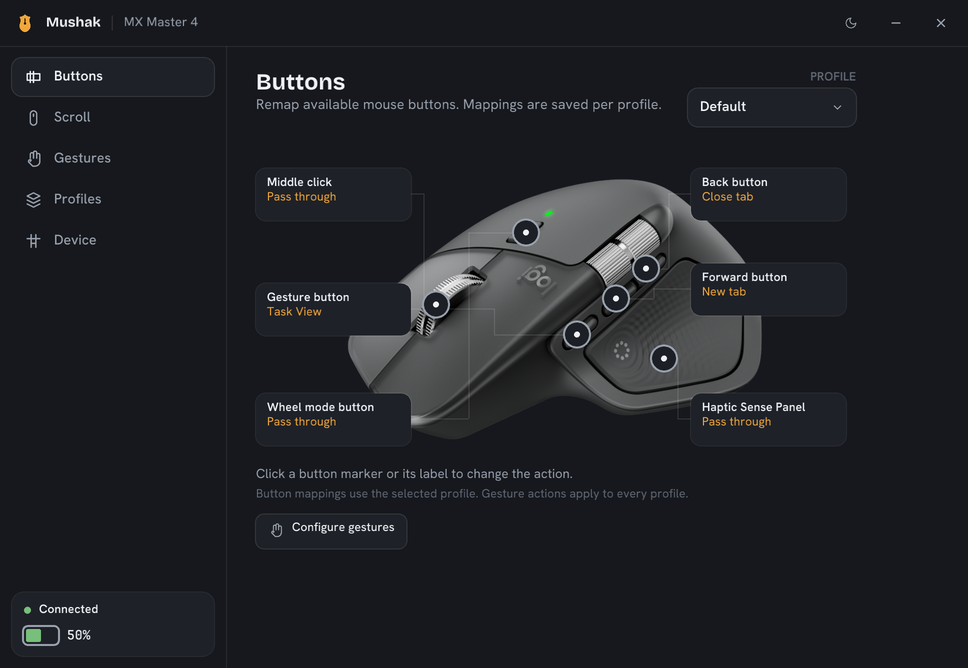 Mushak
MX Master 4
Buttons
Scroll
Gestures
Profiles
Device
Connected
50%
Buttons
Remap available mouse buttons. Mappings are saved per profile.
PROFILE
Default
Middle click
Pass through
Back button
Close tab
Gesture button
Task View
Forward button
New tab
Wheel mode button
Pass through
Haptic Sense Panel
Pass through
Click a button marker or its label to change the action.
Button mappings use the selected profile. Gesture actions apply to every profile.
Configure gestures